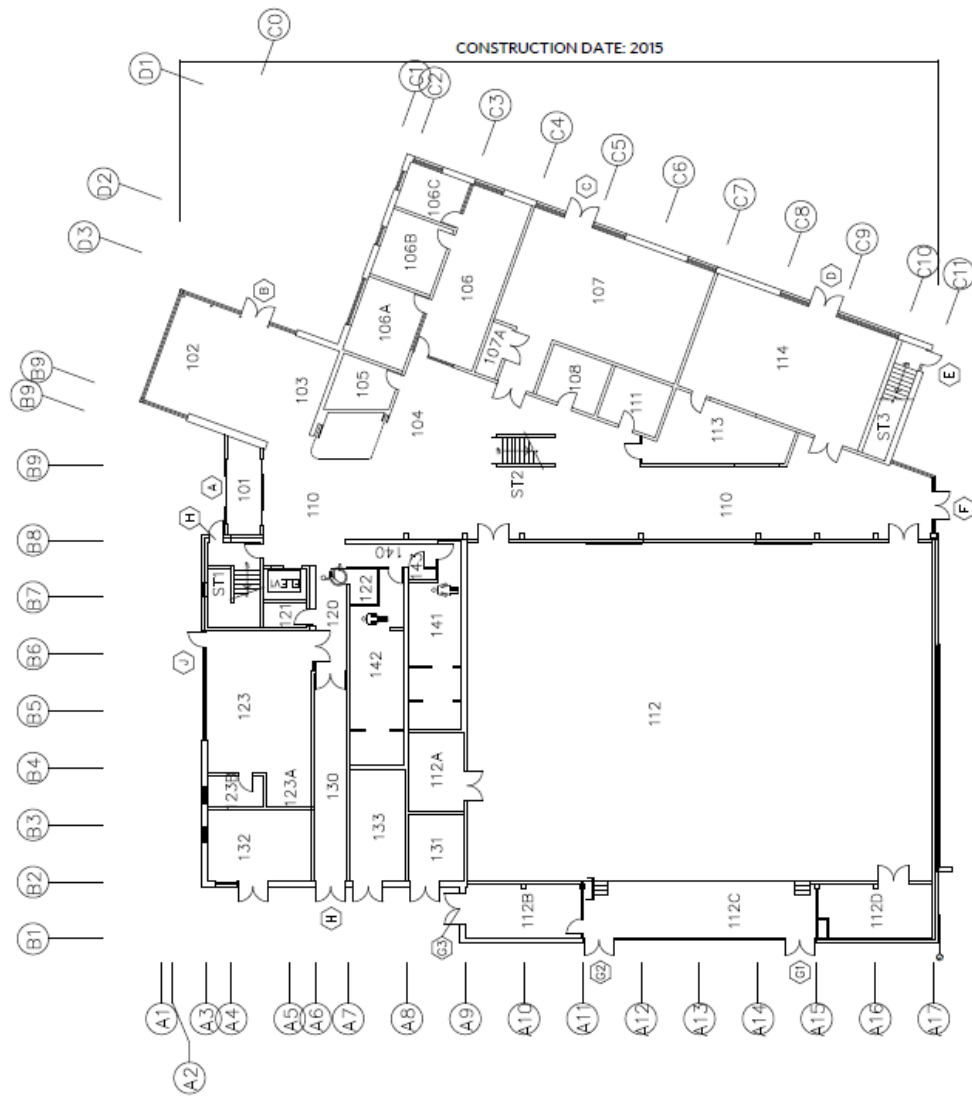 CONSTRUCTION DATE: 2015
C0
D1
C1
C2
C3
D2
C4
C5
D3
C
C6
C7
106C
106B
C8
D
C9
B
106
107
C10
C11
106A
102
107A
114
B9
105
108
E
103
111
B9
104
113
ST3
B9
A
101
ST2
110
110
F
H
B8
140
143
ST1
ELEV1
122
B7
121
120
141
J
B6
142
123
112
B5
B4
123B
123A
130
112A
133
B3
132
131
B2
H
112B
112C
112D
B1
G3
G2
G1
A1
A3
A4
A5
A6
A7
A8
A9
A10
A11
A12
A13
A14
A15
A16
A17
A2